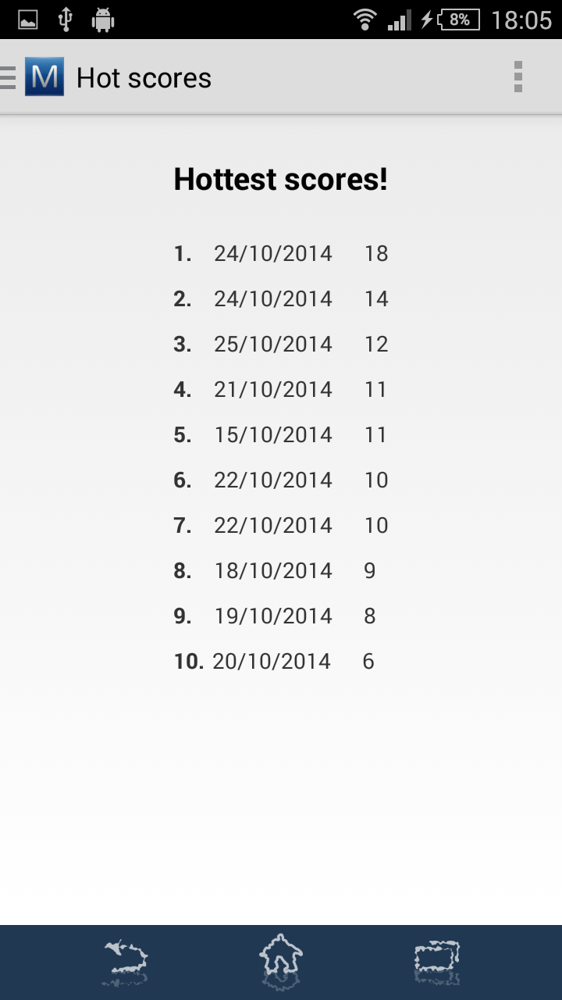 8% 18:05
M Hot scores
Hottest scores!
1. 24/10/2014 18
2. 24/10/2014 14
3. 25/10/2014 12
4. 21/10/2014 11
5. 15/10/2014 11
6. 22/10/2014 10
7. 22/10/2014 10
8. 18/10/2014 9
9. 19/10/2014 8
10. 20/10/2014 6